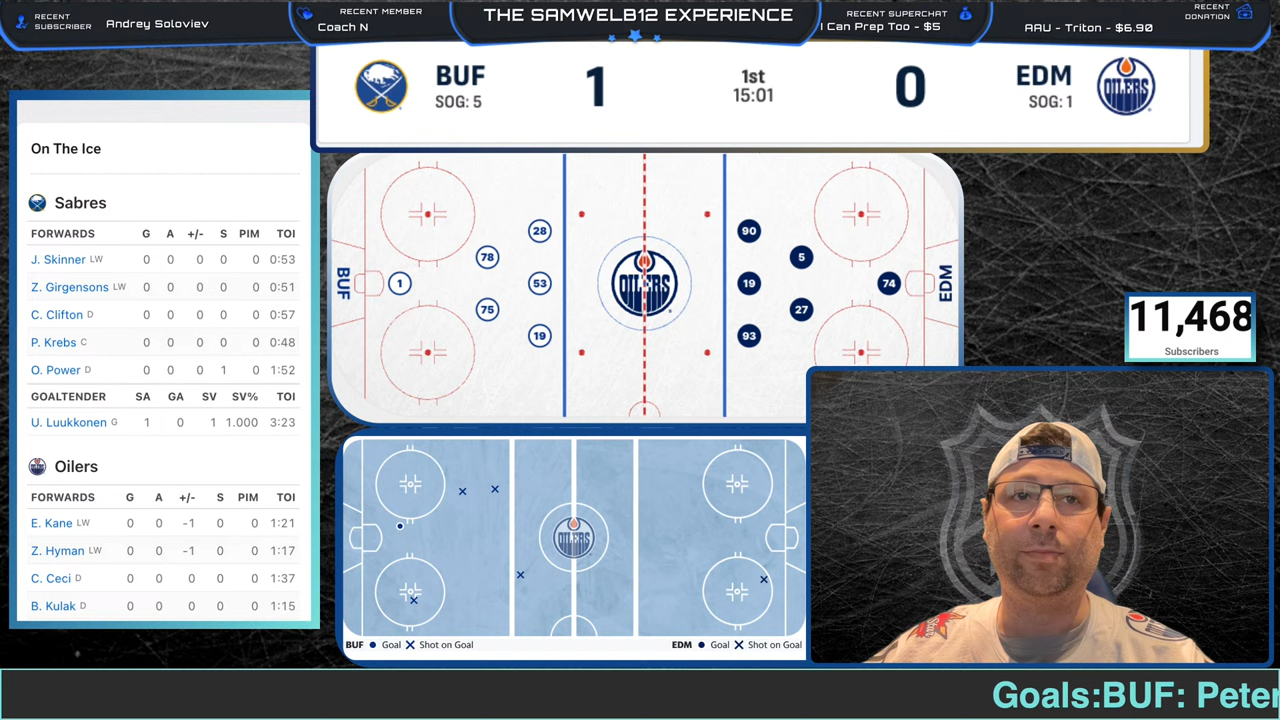 RECENT
SUBSCRIBER
Andrey Soloviev
RECENT MEMBER
Coach N
THE SAMWELB12 EXPERIENCE
RECENT SUPERCHAT
I Can Prep Too - $5
AAU - Triton - $6.90
RECENT
DONATION
BUF
SOG: 5
1
1st
15:01
0
EDM
SOG: 1
OILERS
On The Ice
Sabres
FORWARDS G A +/- S PIM TOI
J. Skinner LW 0 0 0 0 0 0:53
Z. Girgensons LW 0 0 0 0 0 0:51
C. Clifton D 0 0 0 0 0 0:57
P. Krebs C 0 0 0 0 0 0:48
O. Power D 0 0 0 1 0 1:52
GOALTENDER SA GA SV SV% TOI
U. Luukkonen G 1 0 1 1.000 3:23
Oilers
FORWARDS G A +/- S PIM TOI
E. Kane LW 0 0 -1 0 0 1:21
Z. Hyman LW 0 0 -1 0 0 1:17
C. Ceci D 0 0 0 0 0 1:37
B. Kulak D 0 0 0 0 0 1:15
28 90
78 5
BUF 1 53 OILERS 19 74 EDM
75 27
19 93
OILERS
BUF Goal Shot on Goal
EDM Goal Shot on Goal
11,468
Subscribers
Goals:BUF: Peter